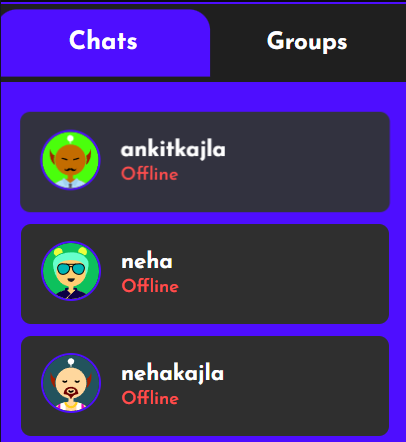 Chats
Groups
ankitkajla
Offline
neha
Offline
nehakajla
Offline